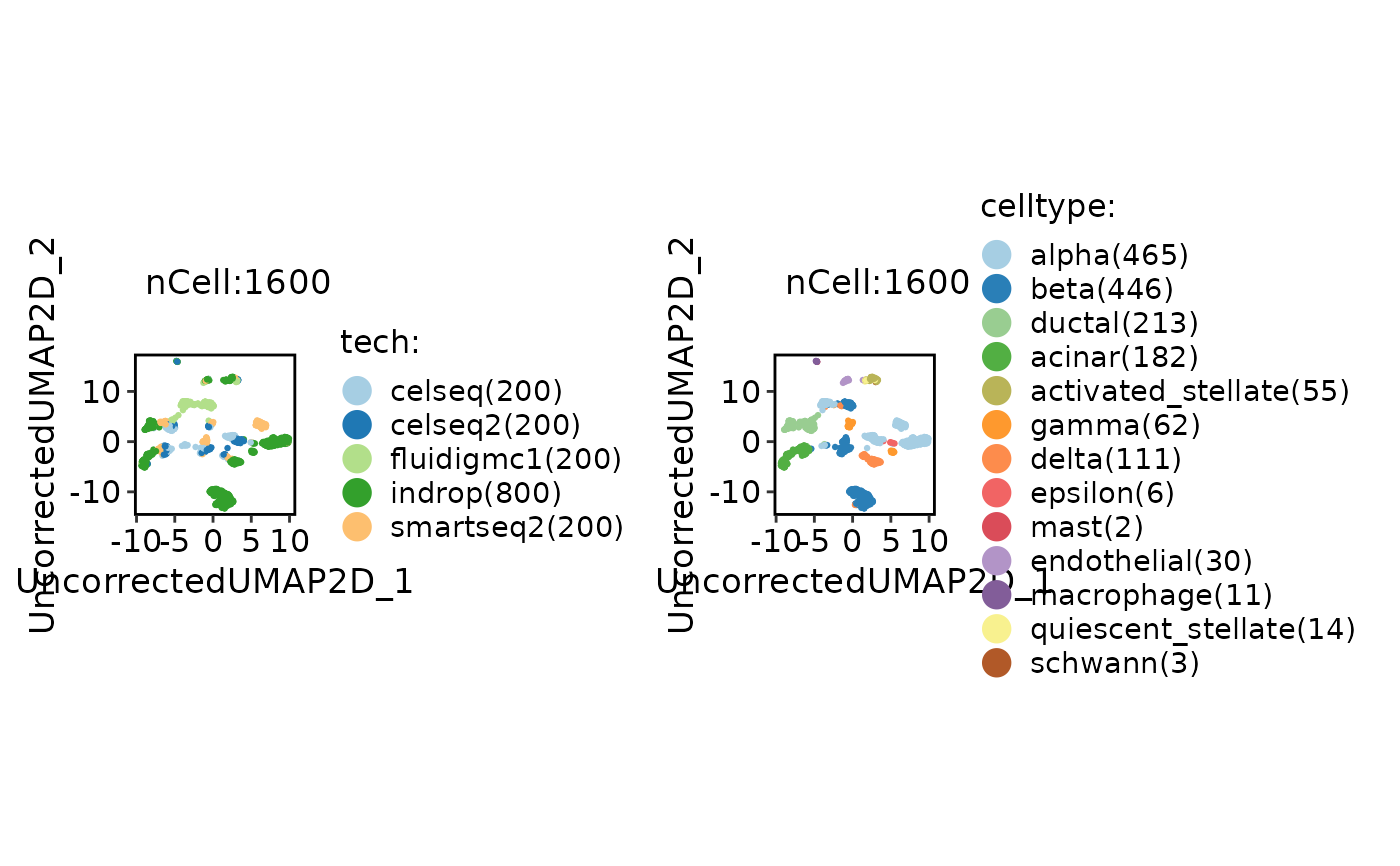 nCell:1600
UncorrectedUMAP2D_2
10
0
-10
-10 -5 0 5 10
UncorrectedUMAP2D_1
tech:
celseq(200)
celseq2(200)
fluidigmc1(200)
indrop(800)
smartseq2(200)
nCell:1600
UncorrectedUMAP2D_2
10
0
-10
-10 -5 0 5 10
UncorrectedUMAP2D_1
celltype:
alpha(465)
beta(446)
ductal(213)
acinar(182)
activated_stellate(55)
gamma(62)
delta(111)
epsilon(6)
mast(2)
endothelial(30)
macrophage(11)
quiescent_stellate(14)
schwann(3)